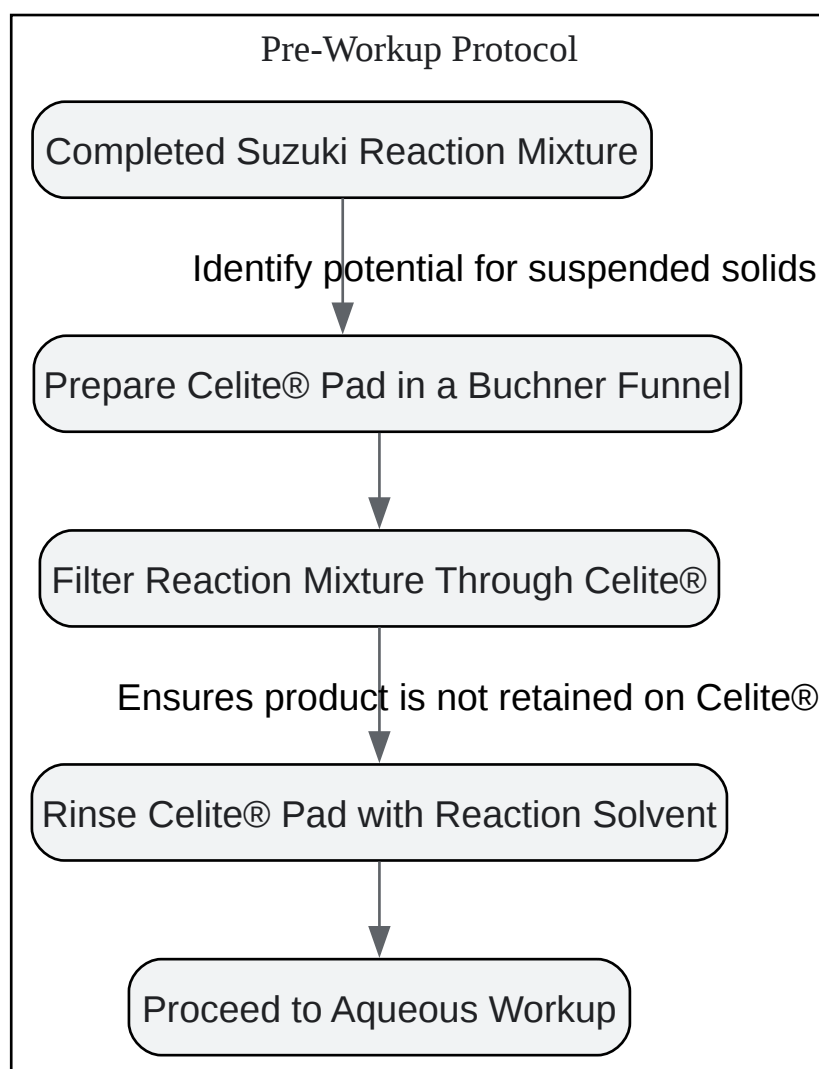 Pre-Workup Protocol
Completed Suzuki Reaction Mixture
Identify potential for suspended solids
Prepare Celite® Pad in a Buchner Funnel
Filter Reaction Mixture Through Celite®
Ensures product is not retained on Celite®
Rinse Celite® Pad with Reaction Solvent
Proceed to Aqueous Workup